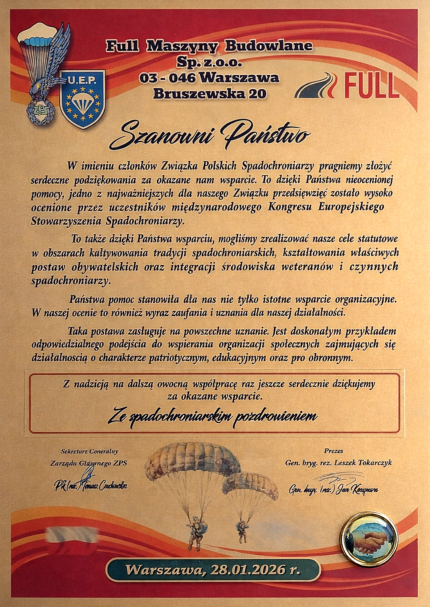 Full Maszyny Budowlane
Sp. z.o.o.
03 - 046 Warszawa
Bruszewska 20
U.E.P.
FULL
Szanowni Państwo
W imieniu członków Związka Polskich Spadochroniarzy pragniemy złożyć
serdeczne podziękowania za okazane nam wsparcie. To dzięki Państwa nieocenionej
pomocy, jedno z najważniejszych dla naszego Związku przedsięwzięć zostało wysoko
ocenione przez uczestników międzynarodowego Kongresu Europejskiego
Stowarzyszenia Spadochroniarzy.
To także dzięki Państwa wsparciu, mogliśmy zrealizować nasze cele statutowe
w obszarach kałtywowania tradycji spadochroniarskich, kształtowania właściwych
postaw obywatelskich oraz integracji środowiska weteranów i czynnych
spadochroniarzy.
Państwa pomoc stanowiła dla nas nie tylko istotne wsparcie organizacyjne.
W naszej ocenie to również wyraz zaufania i uznania dla naszej działalności.
Taka postawa zasługuje na powszechne uznanie. Jest doskonałym przykładem
odpowiedzialnego podejścia do wspierania organizacji społecznych zajmujących się
działalnością o charakterze patriotycznym, edukacyjnym oraz pro obronnym.
Z nadzieją na dalszą owocną współpracę raz jeszcze serdecznie dziękujemy
za okazane wsparcie.
Ze spadochroniarskim pozdrowieniem
Sekretarz Generalny
Zarządu Głównego ZPS
Prezes
Gen. bryg. rez. Leszek Tokarczyk
Warszawa, 28.01.2026 r.